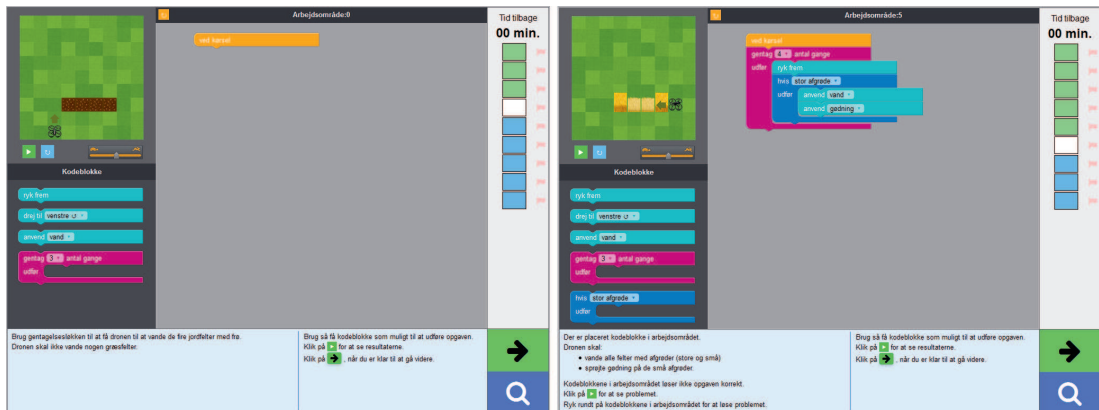 Arbejdsområde:0
Tid tilbage
00 min.
ved kørsel
Kodeblokke
ryk frem
drej til venstre
anvend vand
gentag 3 antal gange
udfør
Brug gentagelsesløkken til at få dronen til at vande de fire jordfelter med frø.
Dronen skal ikke vande nogen græsfelter.
Brug så få kodeblokke som muligt til at udføre opgaven.
Klik på for at se resultaterne.
Klik på , når du er klar til at gå videre.
Arbejdsområde:5
Tid tilbage
00 min.
ved kørsel
gentag 4 antal gange
udfør
ryk frem
hvis stor afgrøde
udfør
anvend vand
anvend gødning
Kodeblokke
ryk frem
drej til venstre
anvend vand
gentag 3 antal gange
udfør
hvis stor afgrøde
udfør
Der er placeret kodeblokke i arbejdsområdet.
Dronen skal:
• vande alle felter med afgrøder (store og små)
• sprøjte gødning på de små afgrøder.
Kodeblokkene i arbejdsområdet løser ikke opgaven korrekt.
Klik på for at se problemet.
Ryk rundt på kodeblokkene i arbejdsområdet for at løse problemet.
Brug så få kodeblokke som muligt til at udføre opgaven.
Klik på for at se resultaterne.
Klik på , når du er klar til at gå videre.